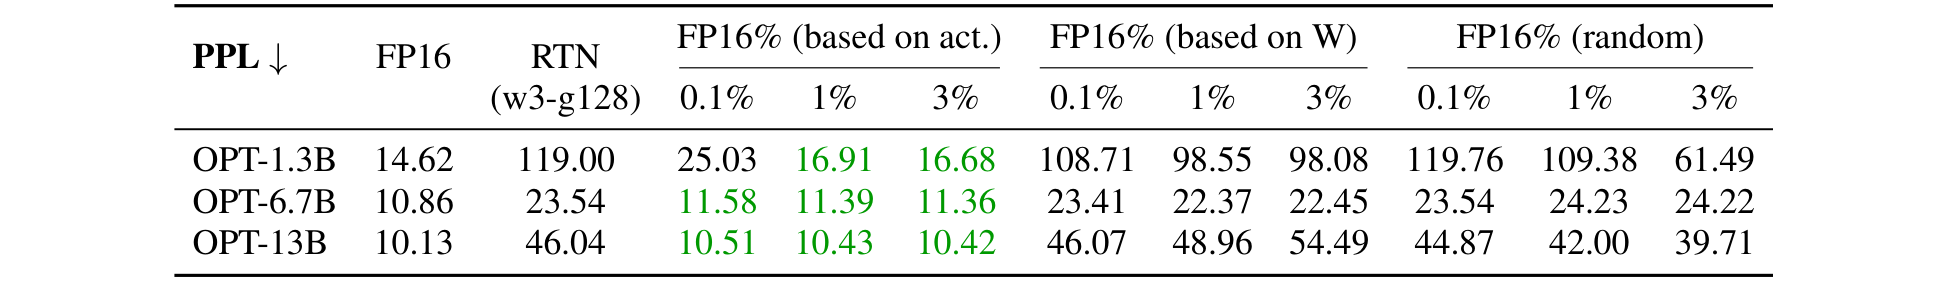 PPL ↓ FP16 RTN (w3-g128) FP16% (based on act.) FP16% (based on W) FP16% (random)
0.1% 1% 3% 0.1% 1% 3% 0.1% 1% 3%
OPT-1.3B 14.62 119.00 25.03 16.91 16.68 108.71 98.55 98.08 119.76 109.38 61.49
OPT-6.7B 10.86 23.54 11.58 11.39 11.36 23.41 22.37 22.45 23.54 24.23 24.22
OPT-13B 10.13 46.04 10.51 10.43 10.42 46.07 48.96 54.49 44.87 42.00 39.71